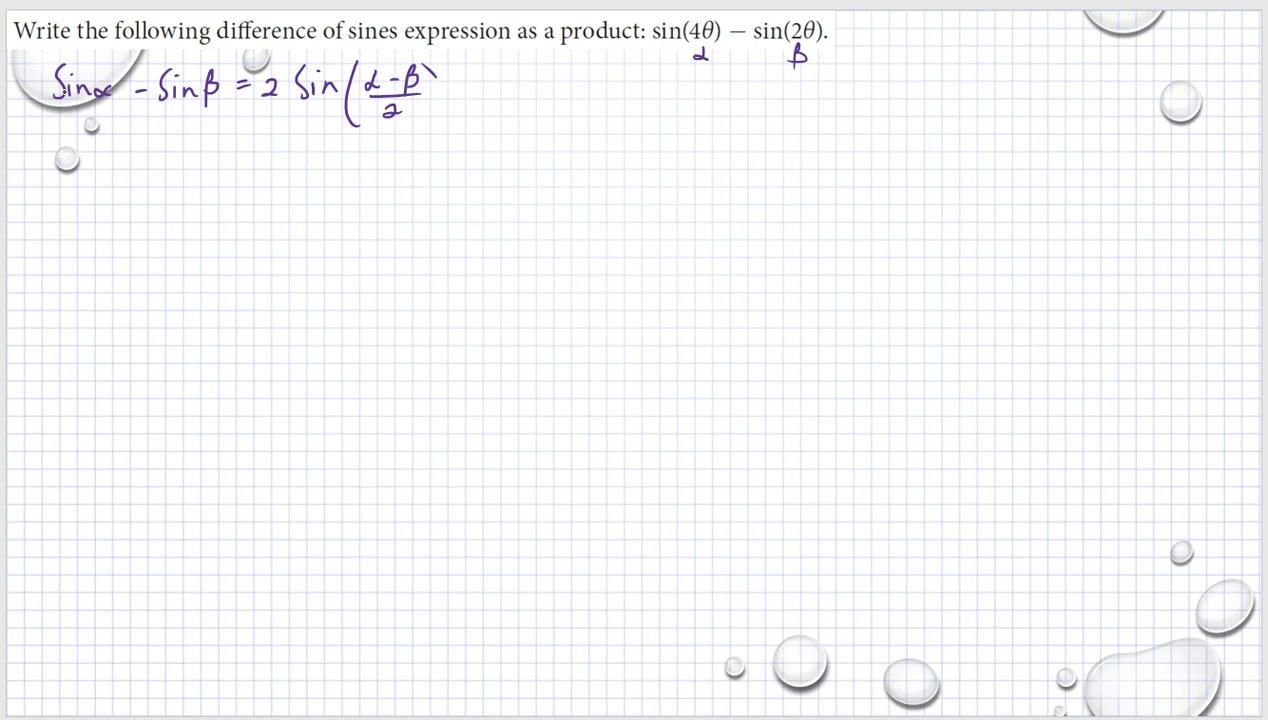 Write the following difference of sines expression as a product: sin(4θ) − sin(2θ).
α β
Sinα - Sinβ = 2 Sin(α-β/2)